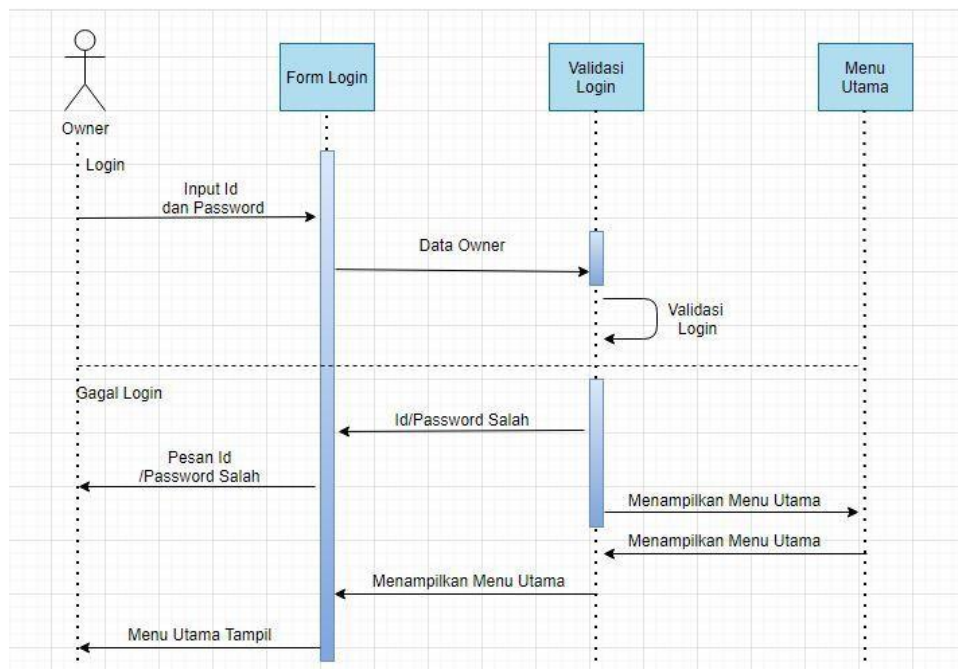 Form Login
Validasi
Login
Menu
Utama
Owner
Login
Input Id
dan Password
Data Owner
Validasi
Login
Gagal Login
Id/Password Salah
Pesan Id
/Password Salah
Menampilkan Menu Utama
Menampilkan Menu Utama
Menampilkan Menu Utama
Menu Utama Tampil